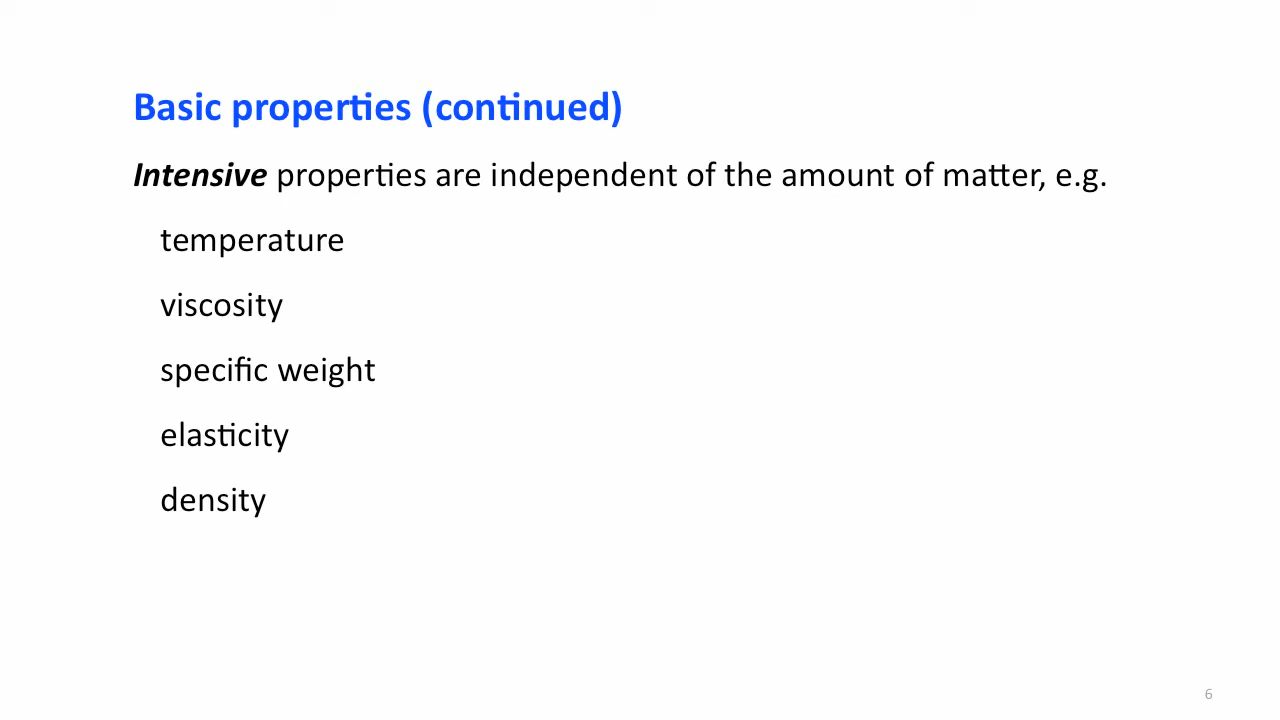 Basic properties (continued)
Intensive properties are independent of the amount of matter, e.g.
temperature
viscosity
specific weight
elasticity
density
6